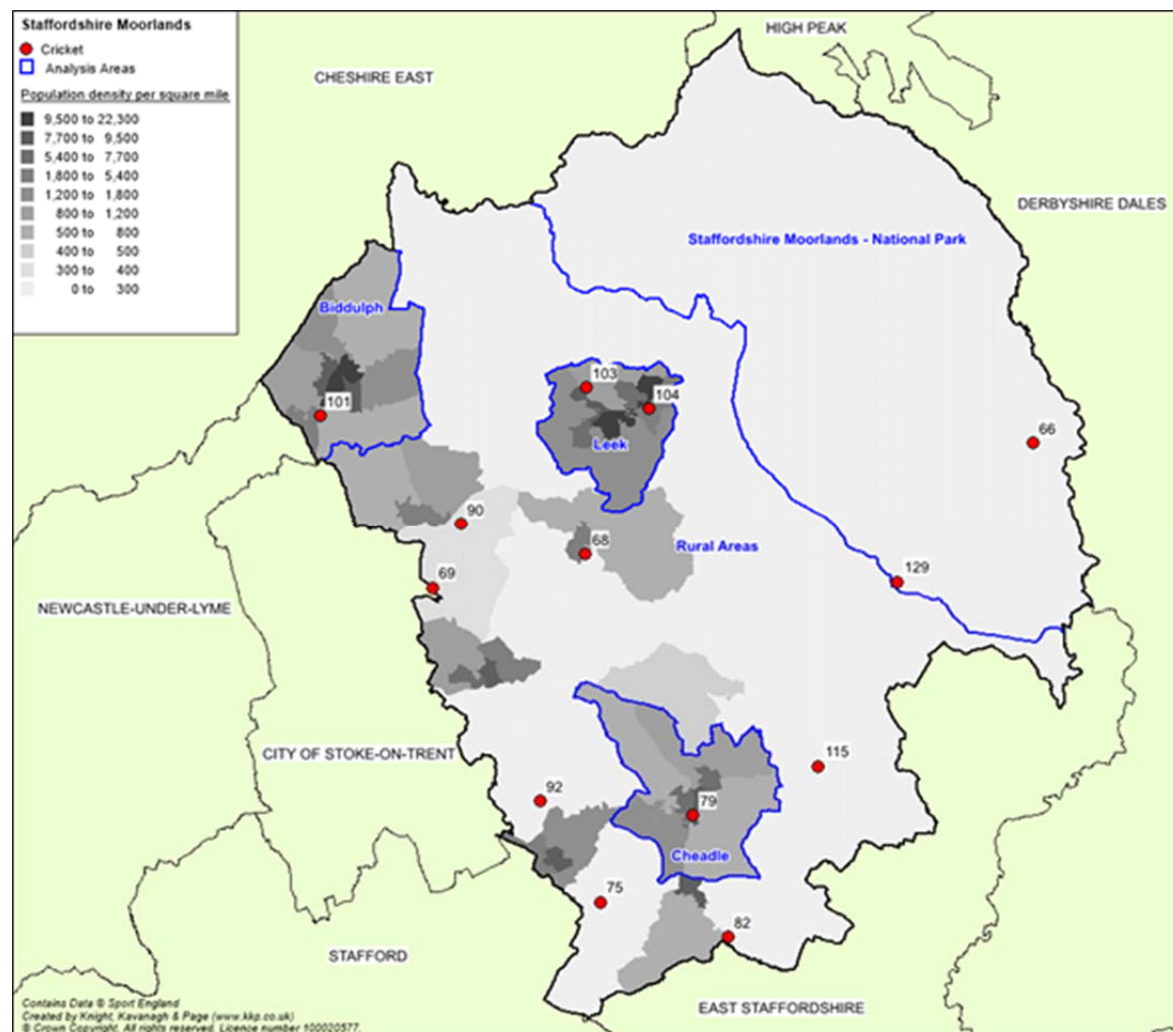 Staffordshire Moorlands
Cricket
Analysis Areas
Population density per square mile
9,500 to 22,300
7,700 to 9,500
5,400 to 7,700
1,800 to 5,400
1,200 to 1,800
800 to 1,200
500 to 800
400 to 500
300 to 400
0 to 300
HIGH PEAK
CHESHIRE EAST
DERBYSHIRE DALES
Staffordshire Moorlands - National Park
Biddulph
103
101
104
Leek
66
90
68
Rural Areas
69
129
NEWCASTLE-UNDER-LYME
CITY OF STOKE-ON-TRENT
115
92
79
Cheadle
75
82
STAFFORD
EAST STAFFORDSHIRE
Contains Data © Sport England
Created by Knight, Kavanagh & Page (www.kkp.co.uk)
© Crown Copyright. All rights reserved. Licence number 100020577.